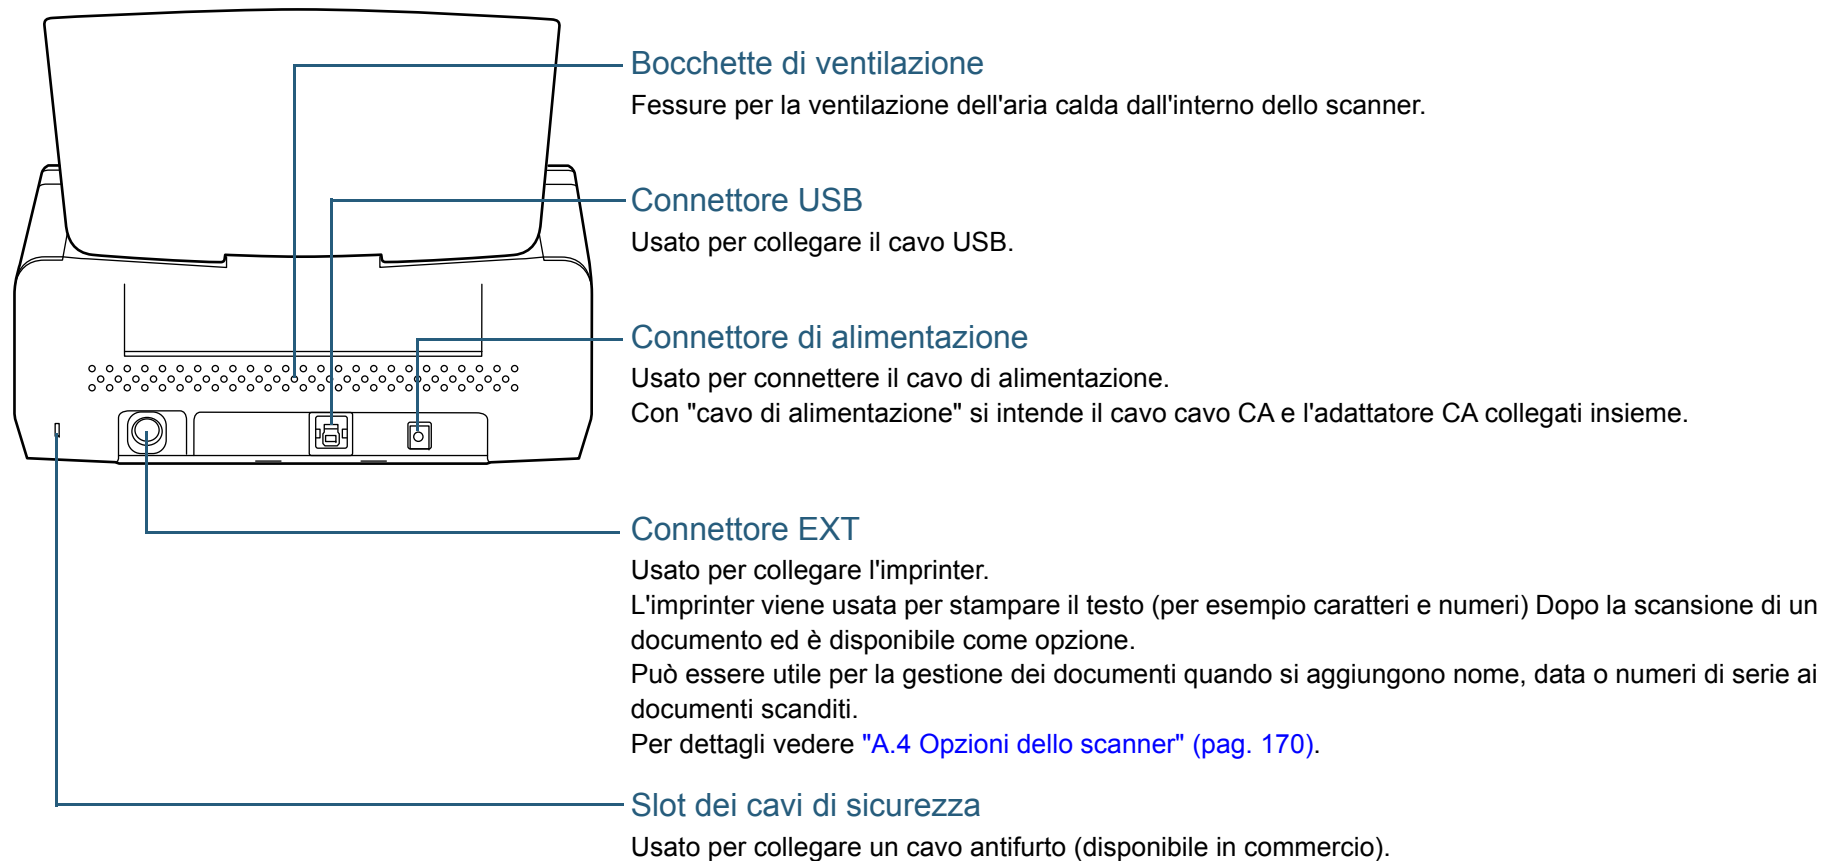 Bocchette di ventilazione
Fessure per la ventilazione dell'aria calda dall'interno dello scanner.
Connettore USB
Usato per collegare il cavo USB.
Connettore di alimentazione
Usato per connettere il cavo di alimentazione.
Con "cavo di alimentazione" si intende il cavo cavo CA e l'adattatore CA collegati insieme.
Connettore EXT
Usato per collegare l'imprinter.
L'imprinter viene usata per stampare il testo (per esempio caratteri e numeri) Dopo la scansione di un
documento ed è disponibile come opzione.
Può essere utile per la gestione dei documenti quando si aggiungono nome, data o numeri di serie ai
documenti scanditi.
Per dettagli vedere "A.4 Opzioni dello scanner" (pag. 170).
Slot dei cavi di sicurezza
Usato per collegare un cavo antifurto (disponibile in commercio).